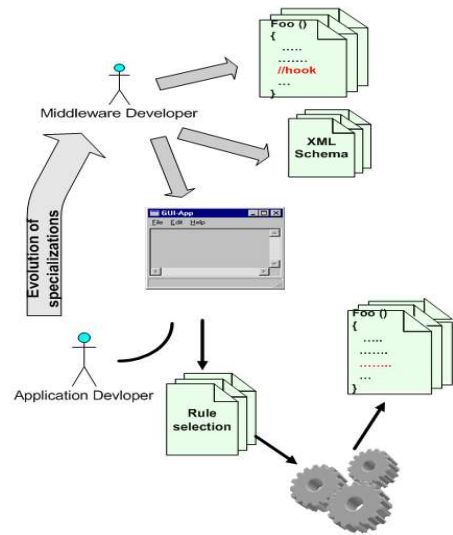 Foo ()
{
.....
.......
//hook
...
}
Middleware Developer
XML
Schema
GUI-App
File Edit Help
Evolution of
specializations
Foo ()
{
.....
.......
........
...
}
Application Devloper
Rule
selection